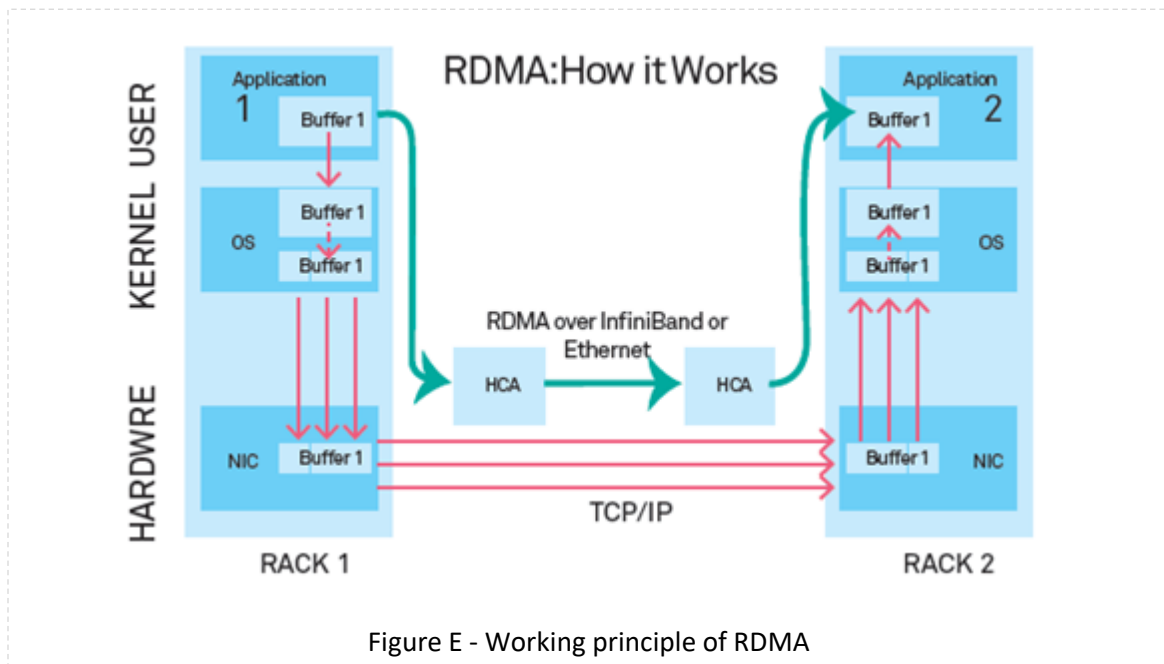 RDMA:How it Works
KERNEL USER
HARDWRE
Application
1
Buffer 1
OS
Buffer 1
Buffer 1
NIC
Buffer 1
RACK 1
RDMA over InfiniBand or
Ethernet
HCA
HCA
TCP/IP
Application
2
Buffer 1
Buffer 1
OS
Buffer 1
Buffer 1
NIC
RACK 2
Figure E - Working principle of RDMA